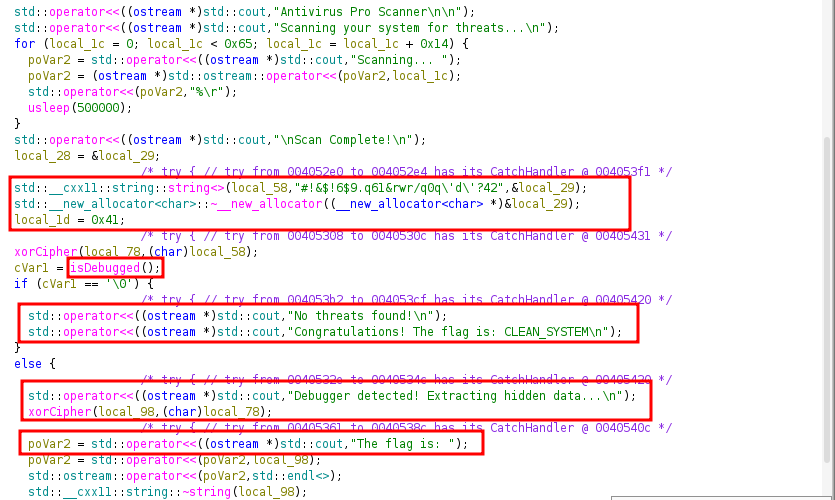 std::operator<<((ostream *)std::cout,"Antivirus Pro Scanner\n\n");
std::operator<<((ostream *)std::cout,"Scanning your system for threats...\n");
for (local_1c = 0; local_1c < 0x65; local_1c = local_1c + 0x14) {
poVar2 = std::operator<<((ostream *)std::cout,"Scanning... ");
poVar2 = (ostream *)std::ostream::operator<<(poVar2,local_1c);
std::operator<<(poVar2,"%\r");
usleep(500000);
}
std::operator<<((ostream *)std::cout,"\nScan Complete!\n");
local_28 = &local_29;
/* try { // try from 004052e0 to 004052e4 has its CatchHandler @ 004053f1 */
std::__cxx11::string::string<>(local_58,"#!&$!6$9.q61&rwr/q0q\'d\'?42",&local_29);
std::__new_allocator<char>::~__new_allocator((__new_allocator<char> *)&local_29);
local_1d = 0x41;
/* try { // try from 00405308 to 0040530c has its CatchHandler @ 00405431 */
xorCipher(local_78,(char)local_58);
cVar1 = isDebugged();
if (cVar1 == '\0') {
/* try { // try from 004053b2 to 004053cf has its CatchHandler @ 00405420 */
std::operator<<((ostream *)std::cout,"No threats found!\n");
std::operator<<((ostream *)std::cout,"Congratulations! The flag is: CLEAN_SYSTEM\n");
}
else {
/* try { // try from 0040532e to 0040534c has its CatchHandler @ 00405420 */
std::operator<<((ostream *)std::cout,"Debugger detected! Extracting hidden data...\n");
xorCipher(local_98,(char)local_78);
/* try { // try from 00405361 to 0040538c has its CatchHandler @ 0040540c */
poVar2 = std::operator<<((ostream *)std::cout,"The flag is: ");
poVar2 = std::operator<<(poVar2,local_98);
std::ostream::operator<<(poVar2,std::endl<>);
std::__cxx11::string::~string(local_98);